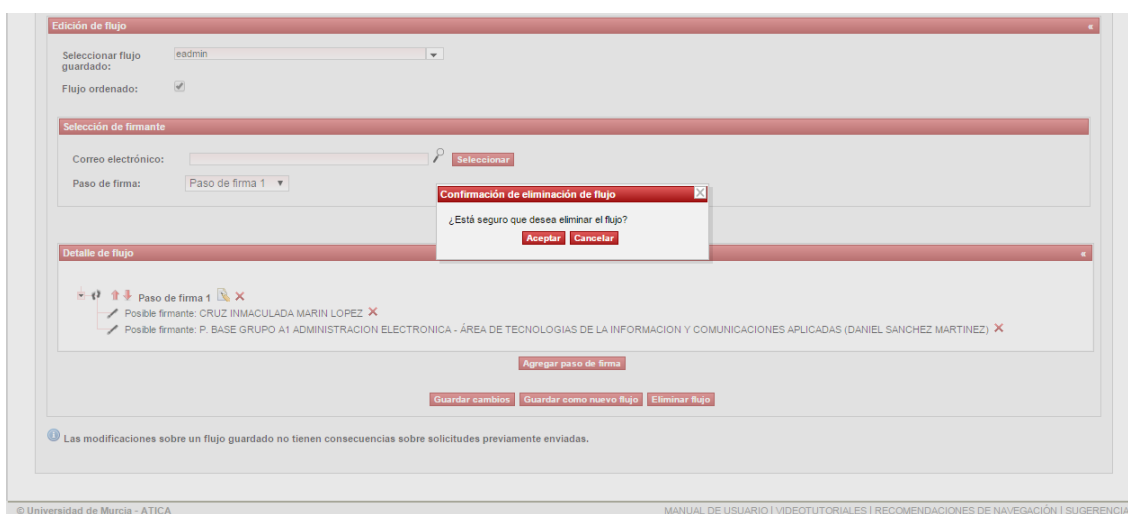 Edición de flujo
Seleccionar flujo guardado:
eadmin
Flujo ordenado:
Selección de firmante
Correo electrónico:
Seleccionar
Paso de firma:
Paso de firma 1
Confirmación de eliminación de flujo
¿Está seguro que desea eliminar el flujo?
Aceptar Cancelar
Detalle de flujo
Paso de firma 1
Posible firmante: CRUZ INMACULADA MARIN LOPEZ
Posible firmante: P. BASE GRUPO A1 ADMINISTRACION ELECTRONICA - ÁREA DE TECNOLOGIAS DE LA INFORMACION Y COMUNICACIONES APLICADAS (DANIEL SANCHEZ MARTINEZ)
Agregar paso de firma
Guardar cambios Guardar como nuevo flujo Eliminar flujo
Las modificaciones sobre un flujo guardado no tienen consecuencias sobre solicitudes previamente enviadas.
© Universidad de Murcia - ATICA
MANUAL DE USUARIO | VIDEOTUTORIALES | RECOMENDACIONES DE NAVEGACIÓN | SUGERENCIA